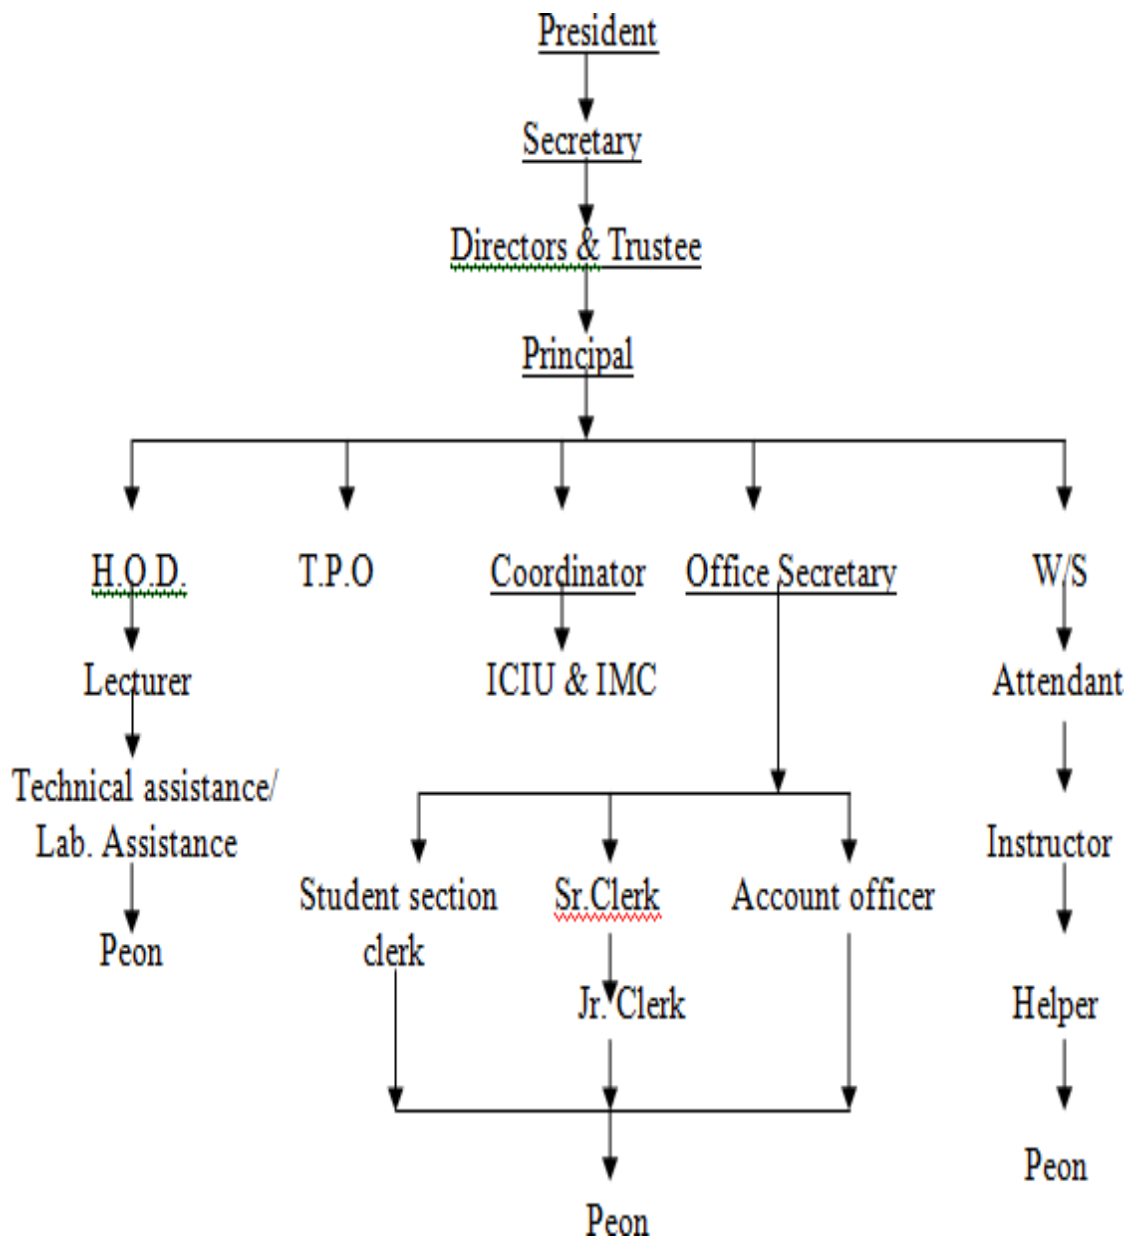 President
Secretary
Directors & Trustee
Principal
H.O.D.
T.P.O
Coordinator
Office Secretary
W/S
Lecturer
ICIU & IMC
Attendant
Technical assistance/
Lab. Assistance
Instructor
Student section
clerk
Sr.Clerk
Account officer
Peon
Jr. Clerk
Helper
Peon
Peon